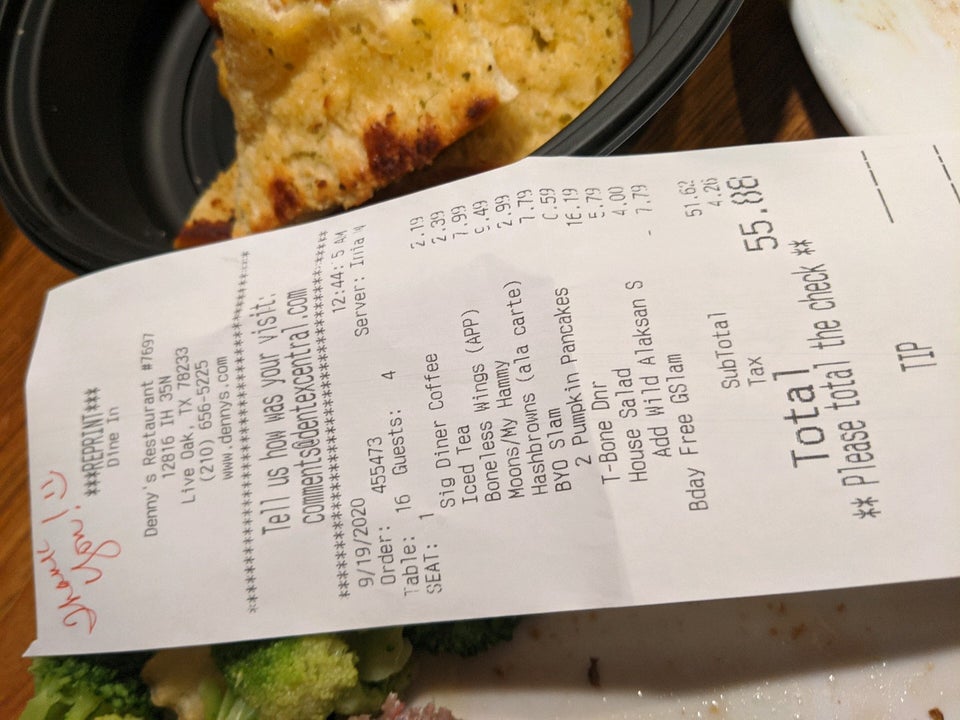 Thank You! :)
***REPRINT***
Dine In
Denny's Restaurant #7697
12816 IH 35N
Live Oak, TX 78233
(210) 656-5225
www.dennys.com
************************************
Tell us how was your visit:
comments@dentexcentral.com
************************************
9/19/2020 12:44: 5 AM
Order: 455473 Server:
Table: 16 Guests: 4
SEAT: 1
Sig Diner Coffee 2.19
Iced Tea 2.39
Boneless Wings (APP) 7.99
Moons/My Hammy 9.49
Hashbrowns (ala carte) 2.99
BYO Slam 7.79
2 Pumpkin Pancakes 0.59
T-Bone Dnr 16.19
House Salad 5.79
Add Wild Alaksan S 4.00
Bday Free GSlam - 7.79
SubTotal 51.62
Tax 4.26
Total 55.88
** Please total the check **
TIP